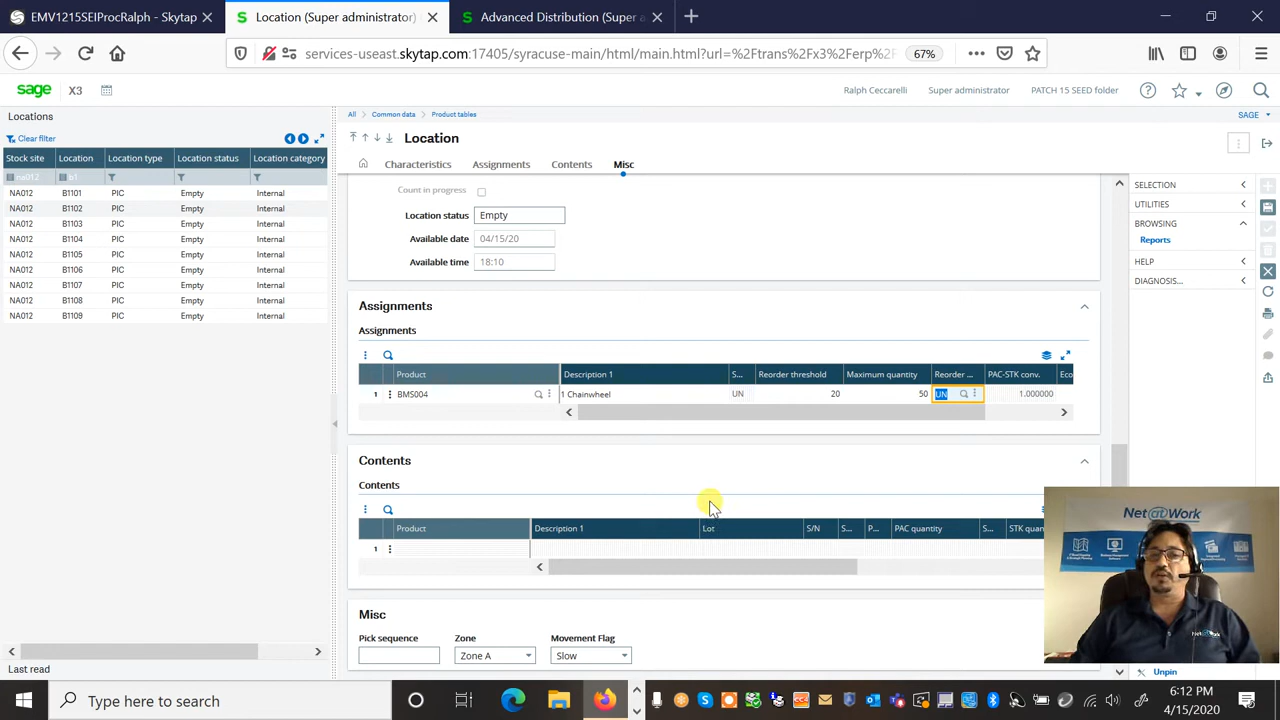 EMV1215SEIProcRalph - Skytap
Location (Super administrator)
Advanced Distribution (Super a
services-useast.skytap.com:17405/syracuse-main/html/main.html?url=%2Ftrans%2Fx3%2Ferp%2F
67%
sage X3
Ralph Ceccarelli Super administrator PATCH 15 SEED folder
Locations
All Common data Product tables
SAGE
Clear filter
Location
Stock site Location Location type Location status Location category
na012 b1
NA012 B1101 PIC Empty Internal
NA012 B1102 PIC Empty Internal
NA012 B1103 PIC Empty Internal
NA012 B1104 PIC Empty Internal
NA012 B1105 PIC Empty Internal
NA012 B1106 PIC Empty Internal
NA012 B1107 PIC Empty Internal
NA012 B1108 PIC Empty Internal
NA012 B1109 PIC Empty Internal
Last read
Characteristics Assignments Contents Misc
Count in progress
Location status Empty
Available date 04/15/20
Available time 18:10
Assignments
Assignments
Product Description 1 S... Reorder threshold Maximum quantity Reorder ... PAC-STK conv. Eco
1 BMS004 1 Chainwheel UN 20 50 UN 1.000000
Contents
Contents
Product Description 1 Lot S/N S... P... PAC quantity S... STK quan
1
Misc
Pick sequence Zone Movement Flag
Zone A Slow
SELECTION
UTILITIES
BROWSING
Reports
HELP
DIAGNOSIS...
Net@Work
Unpin
Type here to search
6:12 PM
4/15/2020